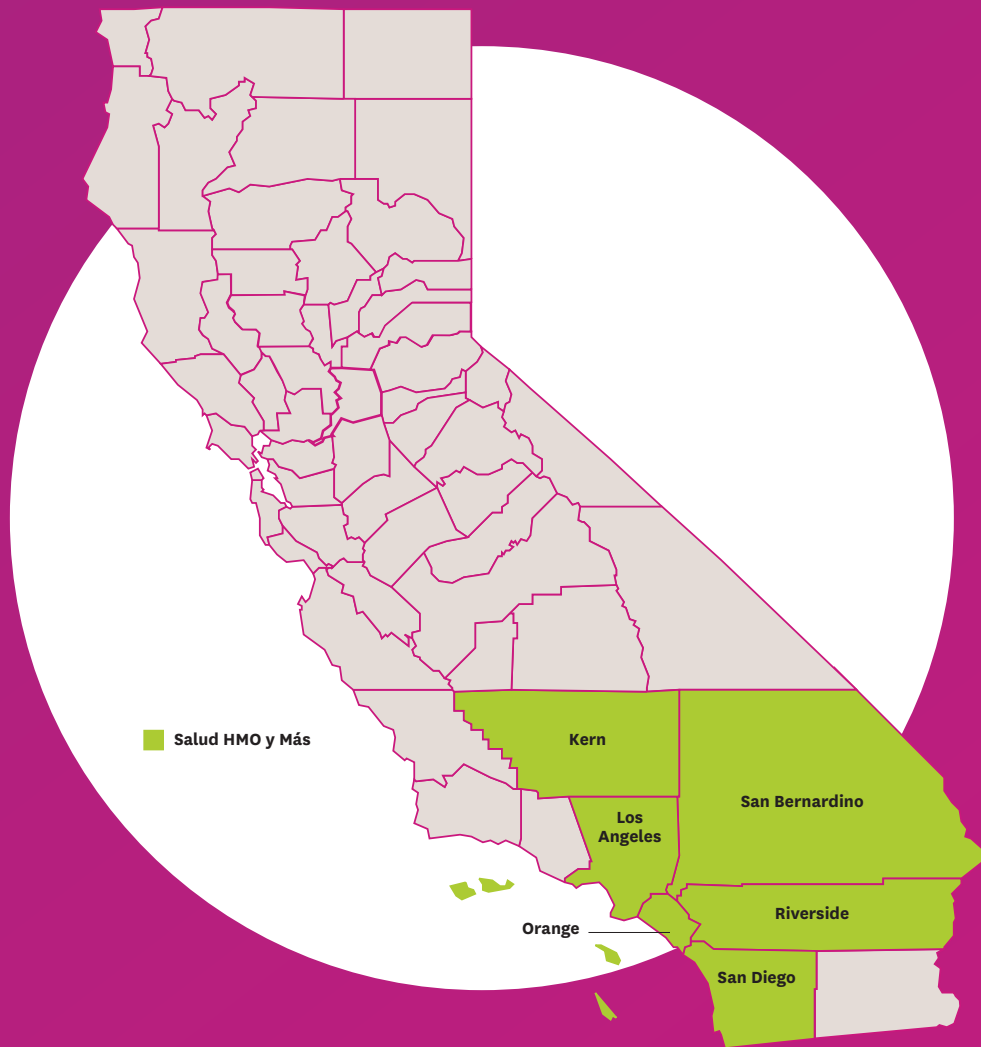 Salud HMO y Más
Kern
San Bernardino
Los
Angeles
Riverside
Orange
San Diego